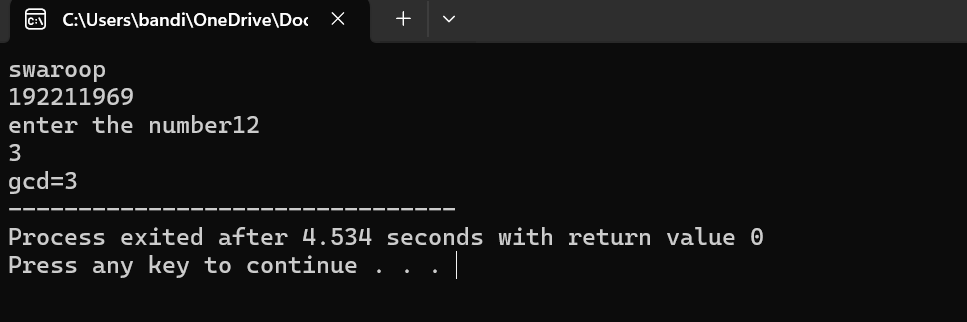 C:\Users\bandi\OneDrive\Doc
swaroop
192211969
enter the number12
3
gcd=3
--------------------------------
Process exited after 4.534 seconds with return value 0
Press any key to continue . . .